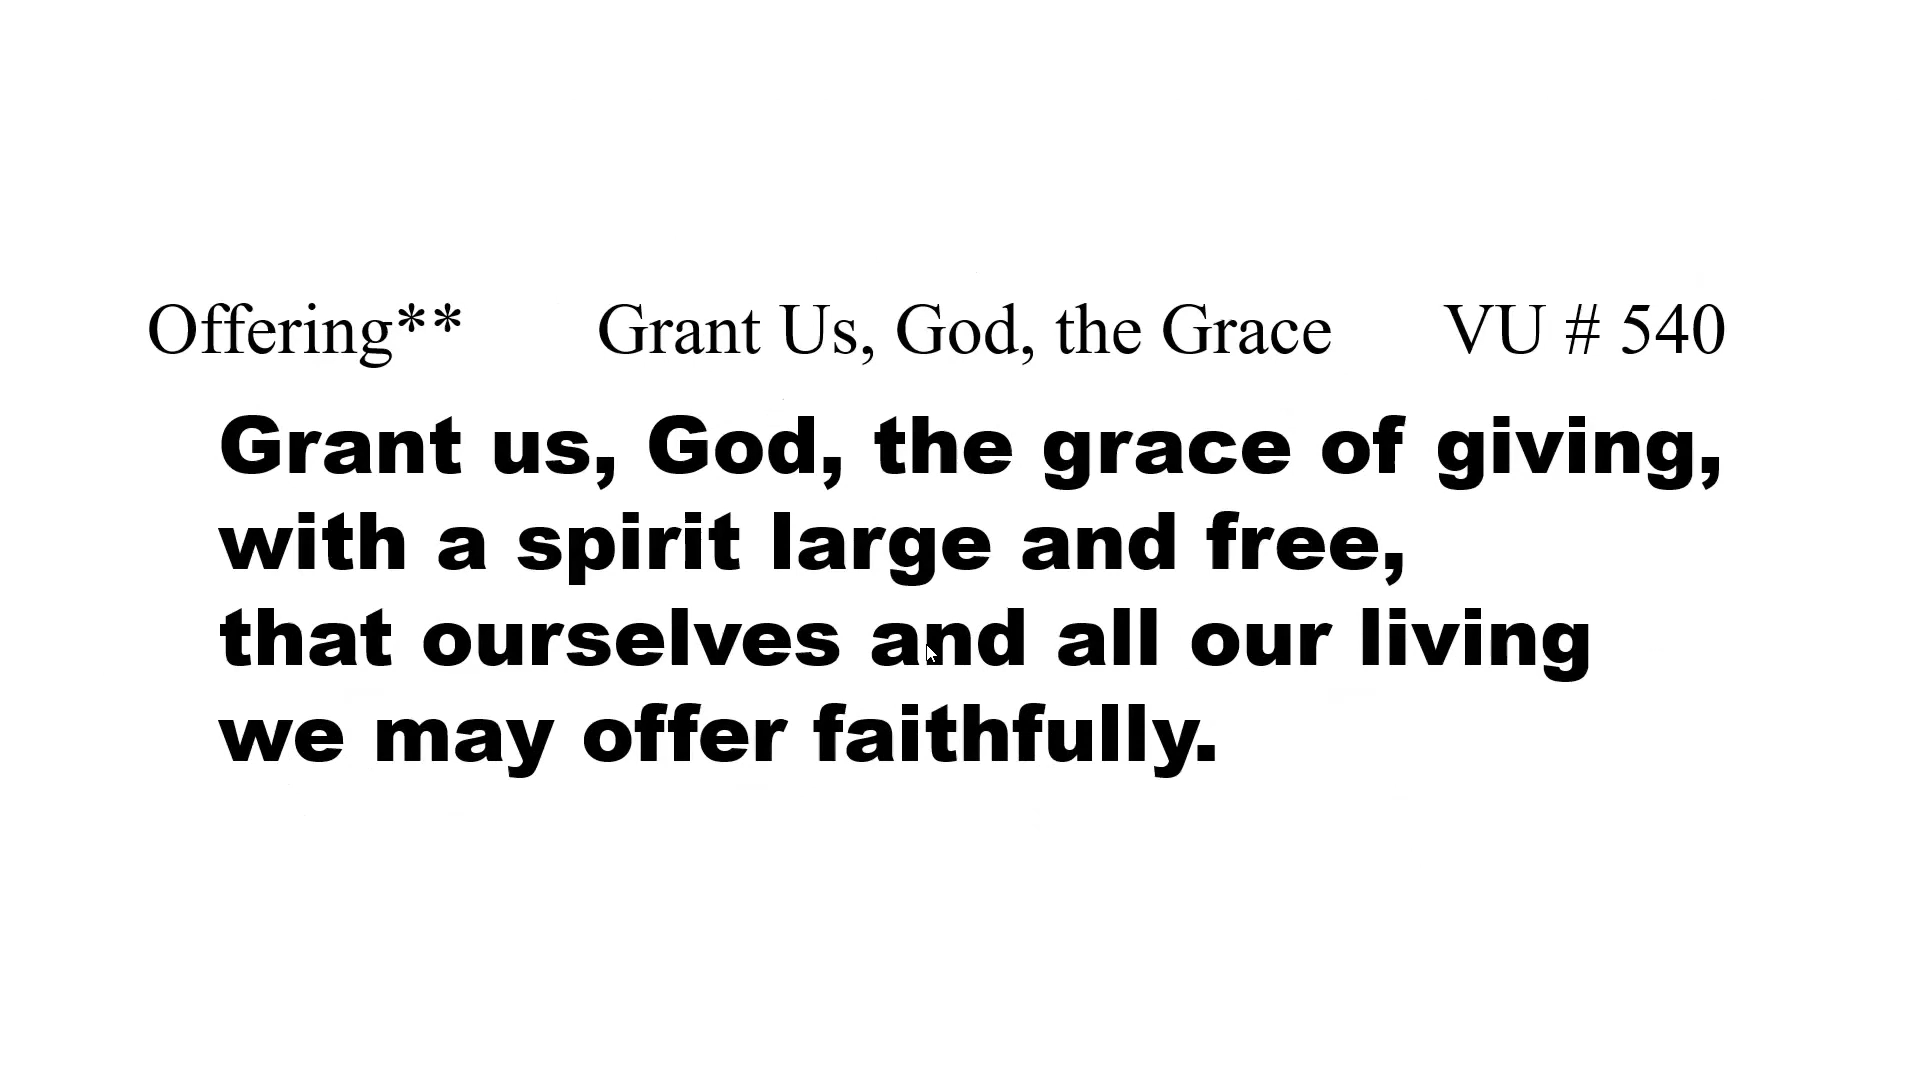 Offering** Grant Us, God, the Grace VU # 540
Grant us, God, the grace of giving,
with a spirit large and free,
that ourselves and all our living
we may offer faithfully.